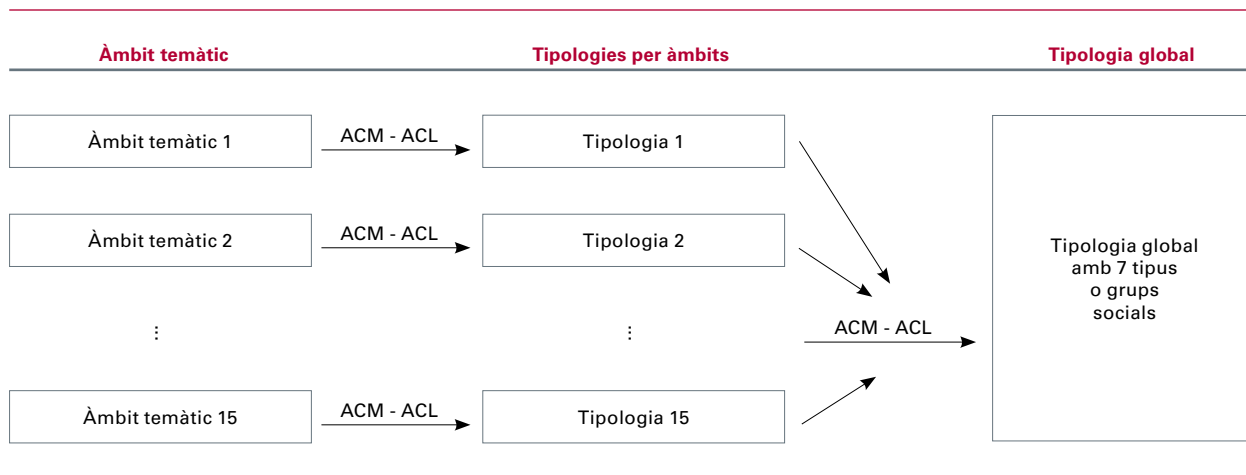 Àmbit temàtic Tipologies per àmbits Tipologia global
Àmbit temàtic 1 ACM - ACL Tipologia 1
Àmbit temàtic 2 ACM - ACL Tipologia 2
Tipologia global
amb 7 tipus
o grups
socials
⋮ ⋮ ACM - ACL
Àmbit temàtic 15 ACM - ACL Tipologia 15